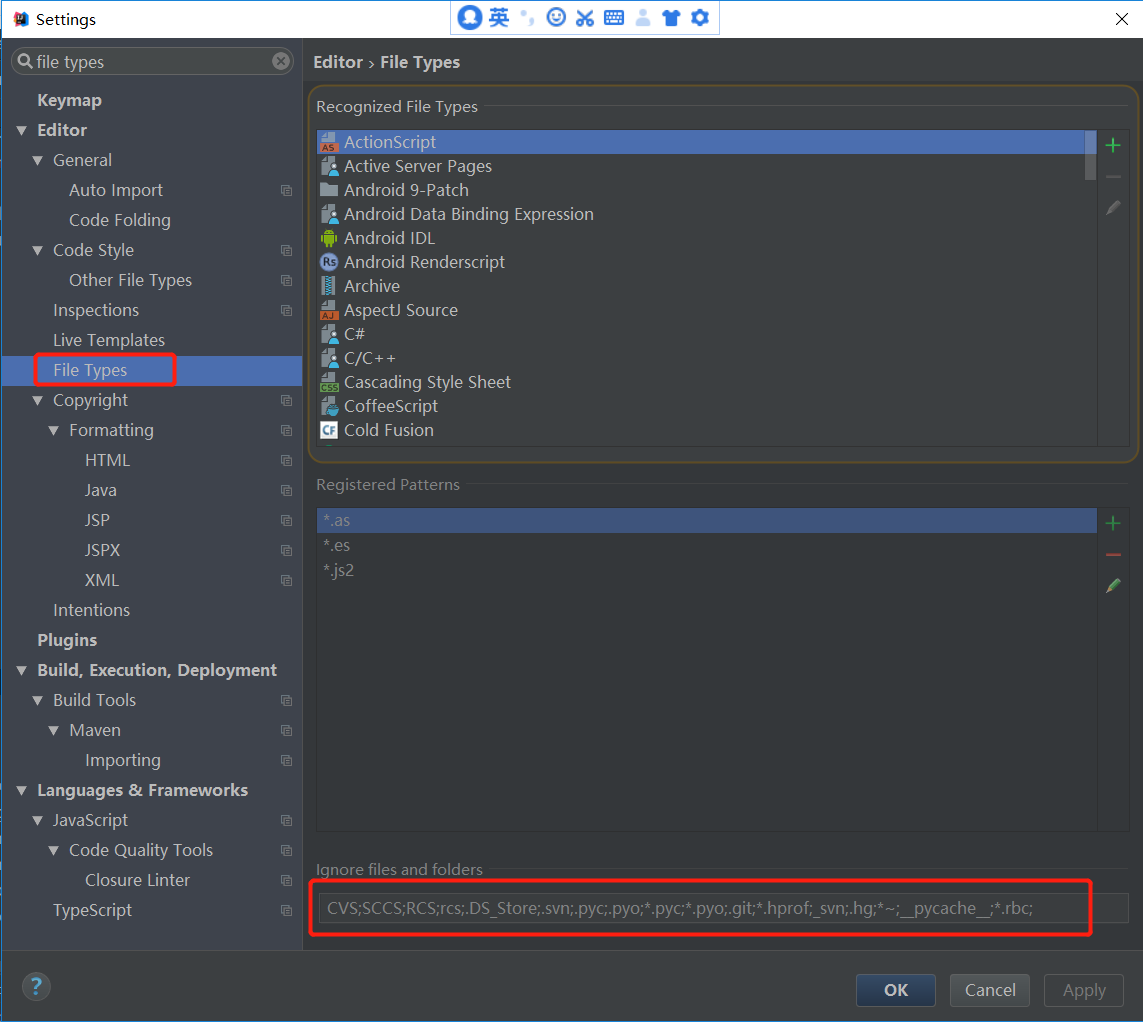 Settings
英
file types
Keymap
Editor
General
Auto Import
Code Folding
Code Style
Other File Types
Inspections
Live Templates
File Types
Copyright
Formatting
HTML
Java
JSP
JSPX
XML
Intentions
Plugins
Build, Execution, Deployment
Build Tools
Maven
Importing
Languages & Frameworks
JavaScript
Code Quality Tools
Closure Linter
TypeScript
Editor › File Types
Recognized File Types
AS ActionScript
Active Server Pages
Android 9-Patch
Android Data Binding Expression
Android IDL
Rs Android Renderscript
Archive
AJ AspectJ Source
C#
C/C++
CSS Cascading Style Sheet
CoffeeScript
CF Cold Fusion
Registered Patterns
*.as
*.es
*.js2
Ignore files and folders
CVS;SCCS;RCS;rcs;.DS_Store;.svn;.pyc;.pyo;*.pyc;*.pyo;.git;*.hprof;_svn;.hg;*~;__pycache__;*.rbc;
?
OK
Cancel
Apply